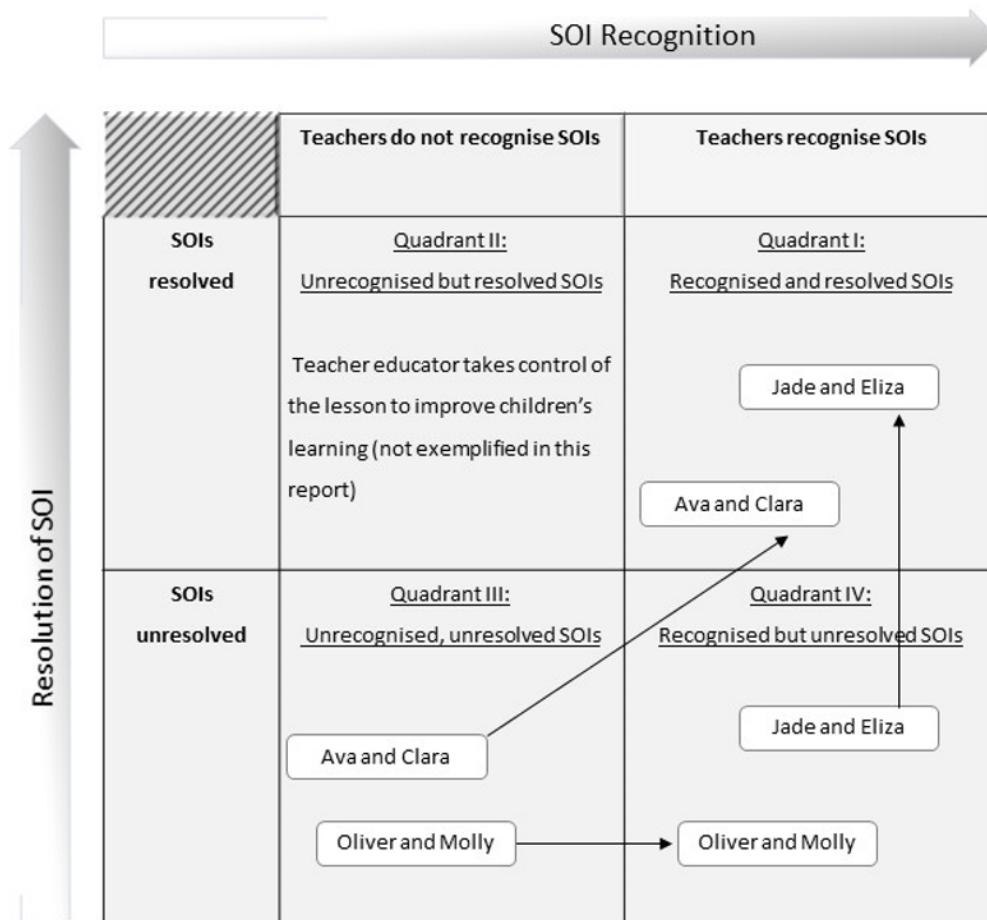 SOI Recognition
Resolution of SOI
Teachers do not recognise SOIs
Teachers recognise SOIs
SOIs
resolved
Quadrant II:
Unrecognised but resolved SOIs
Teacher educator takes control of
the lesson to improve children’s
learning (not exemplified in this
report)
Quadrant I:
Recognised and resolved SOIs
Jade and Eliza
Ava and Clara
SOIs
unresolved
Quadrant III:
Unrecognised, unresolved SOIs
Ava and Clara
Oliver and Molly
Quadrant IV:
Recognised but unresolved SOIs
Jade and Eliza
Oliver and Molly